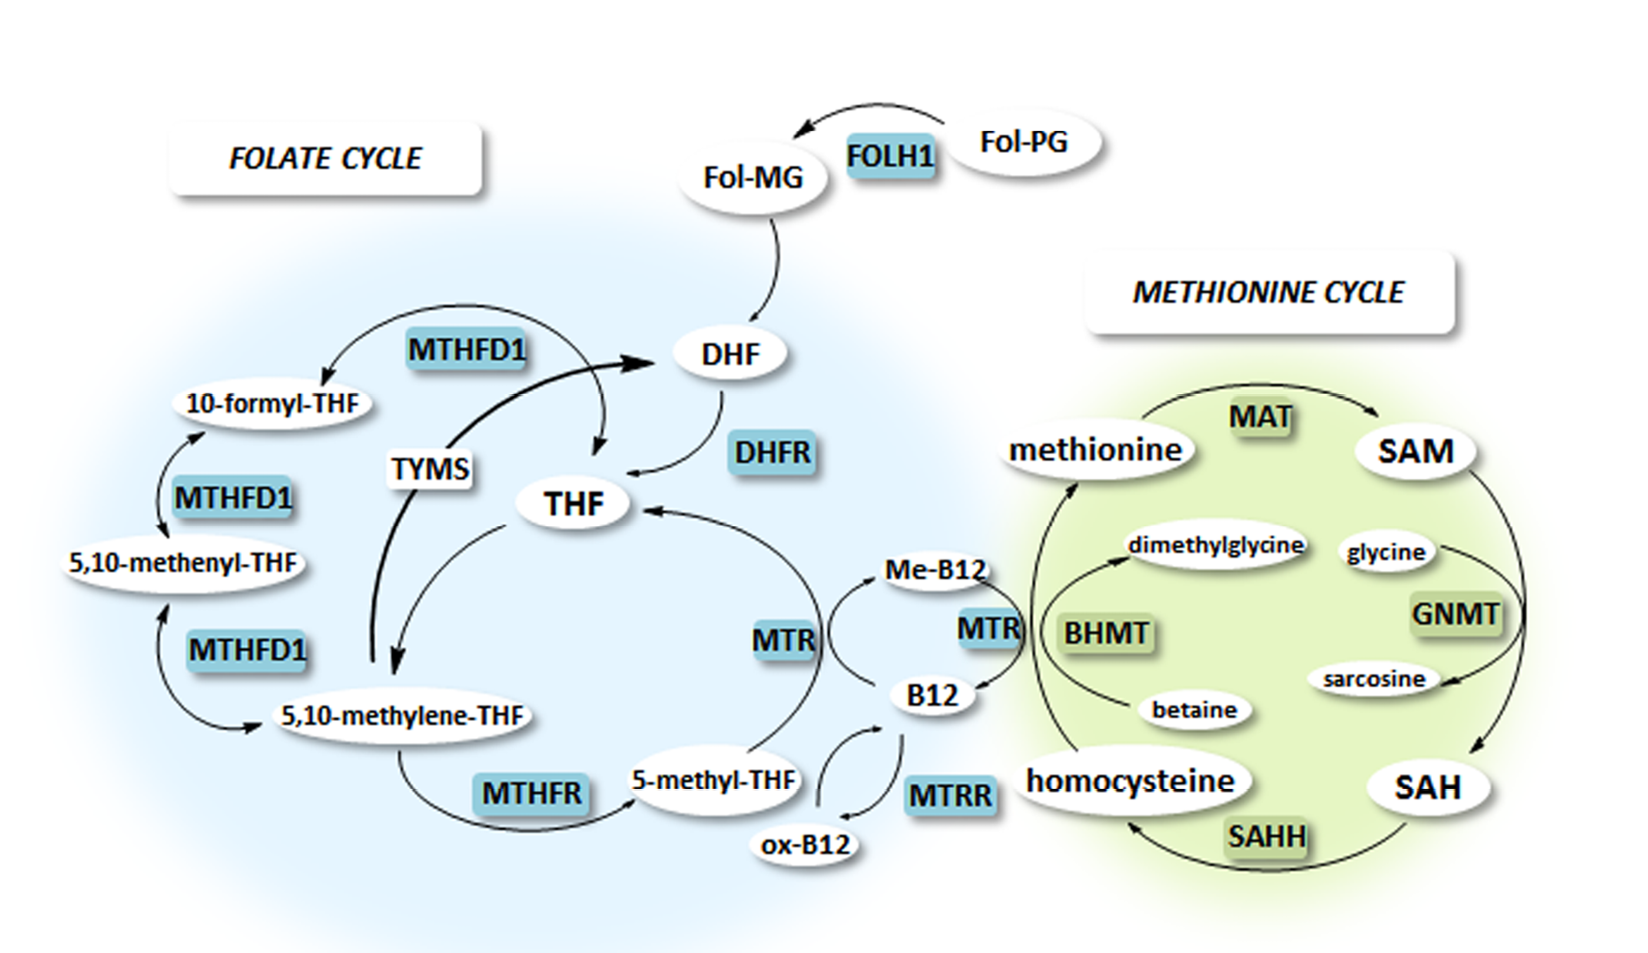 Fol-PG
FOLH1
FOLATE CYCLE
Fol-MG
METHIONINE CYCLE
MTHFD1
DHF
10-formyl-THF
MAT
methionine
SAM
DHFR
TYMS
MTHFD1
THF
dimethylglycine
glycine
5,10-methenyl-THF
Me-B12
GNMT
MTR
BHMT
MTR
MTHFD1
sarcosine
B12
betaine
5,10-methylene-THF
5-methyl-THF
homocysteine
SAH
MTHFR
MTRR
SAHH
ox-B12